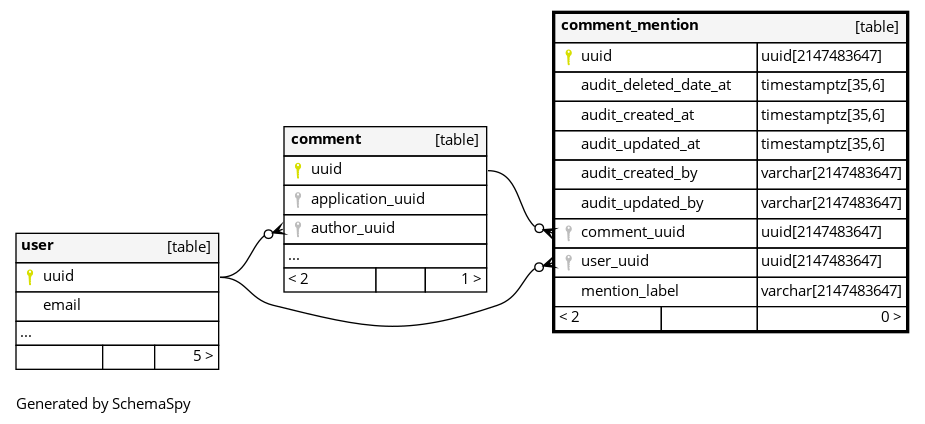 comment_mention [table]
uuid uuid[2147483647]
audit_deleted_date_at timestamptz[35,6]
audit_created_at timestamptz[35,6]
audit_updated_at timestamptz[35,6]
audit_created_by varchar[2147483647]
audit_updated_by varchar[2147483647]
comment_uuid uuid[2147483647]
user_uuid uuid[2147483647]
mention_label varchar[2147483647]
< 2 0 >
comment [table]
uuid
application_uuid
author_uuid
...
< 2 1 >
user [table]
uuid
email
...
5 >
Generated by SchemaSpy